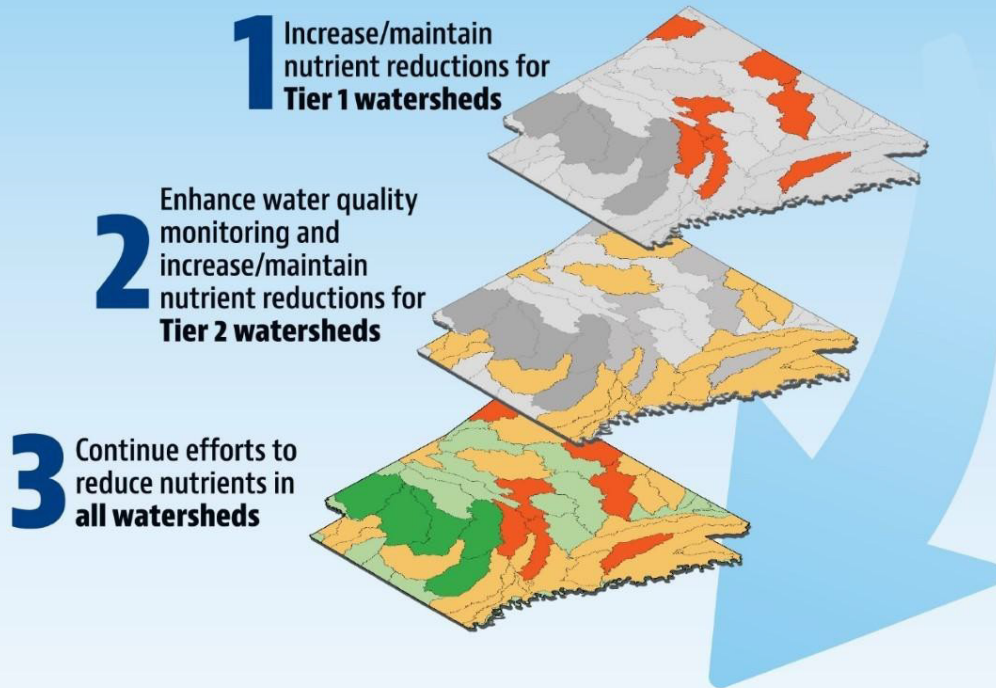 1
Increase/maintain
nutrient reductions for
Tier 1 watersheds
2
Enhance water quality
monitoring and
increase/maintain
nutrient reductions for
Tier 2 watersheds
3
Continue efforts to
reduce nutrients in
all watersheds